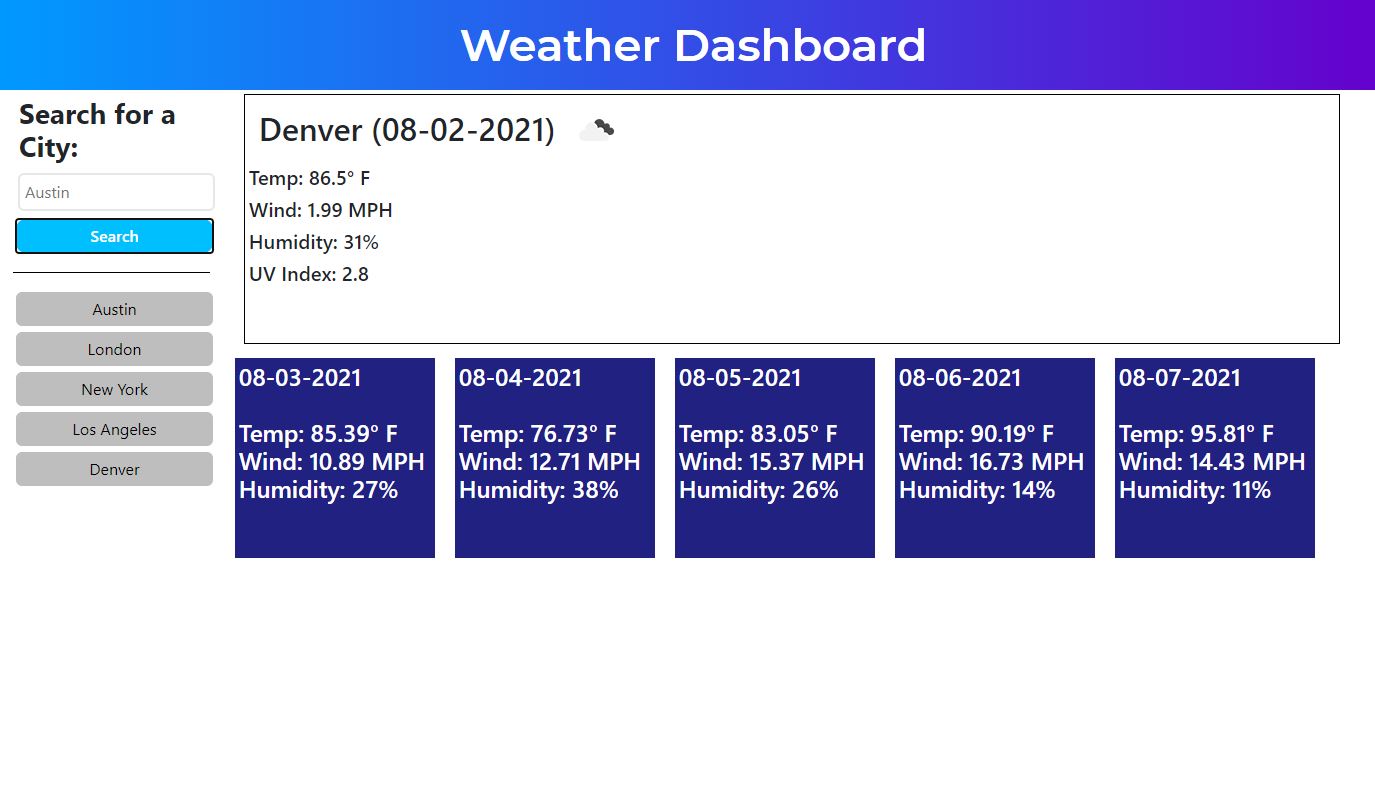 Weather Dashboard
Search for a
City:
Austin
Search
Austin
London
New York
Los Angeles
Denver
Denver (08-02-2021)
Temp: 86.5° F
Wind: 1.99 MPH
Humidity: 31%
UV Index: 2.8
08-03-2021
Temp: 85.39° F
Wind: 10.89 MPH
Humidity: 27%
08-04-2021
Temp: 76.73° F
Wind: 12.71 MPH
Humidity: 38%
08-05-2021
Temp: 83.05° F
Wind: 15.37 MPH
Humidity: 26%
08-06-2021
Temp: 90.19° F
Wind: 16.73 MPH
Humidity: 14%
08-07-2021
Temp: 95.81° F
Wind: 14.43 MPH
Humidity: 11%